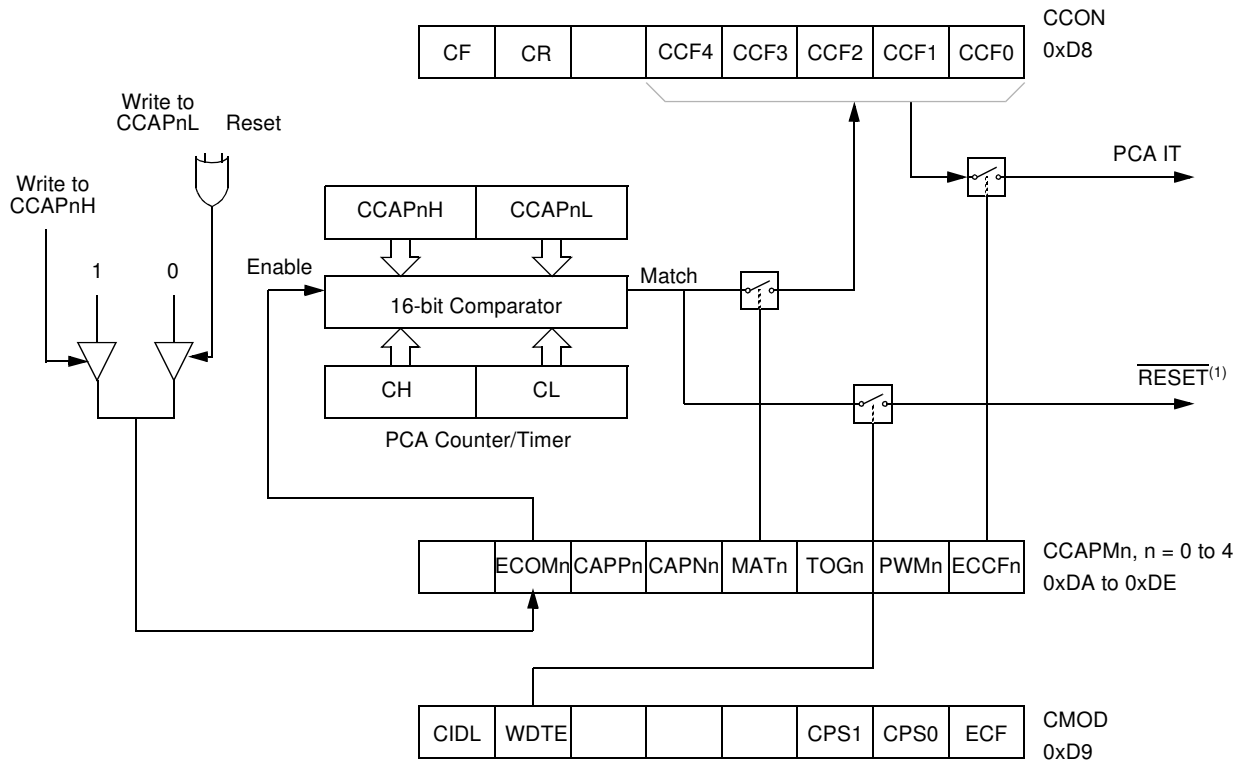 CCON
0xD8
CF CR CCF4 CCF3 CCF2 CCF1 ECF0
Write to
CCAPnL Reset
Write to
CCAPnH
PCA IT
CCAPnH CCAPnL
1 0
Enable
16-bit Comparator
Match
CH CL
PCA Counter/Timer
RESET(1)
ECOMn CAPPn CAPNn MATn TOGn PWMn ECCFn
CCAPMn, n = 0 to 4
0xDA to 0xDE
CIDL WDTE CPS1 CPS0 ECF
CMOD
0xD9